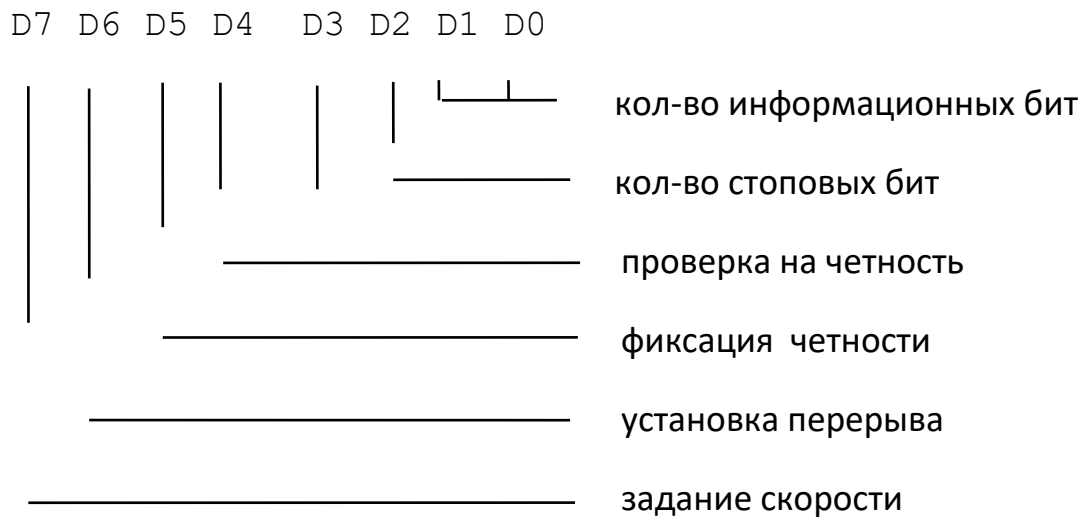 D7 D6 D5 D4 D3 D2 D1 D0
кол-во информационных бит
кол-во стоповых бит
проверка на четность
фиксация четности
установка перерыва
задание скорости